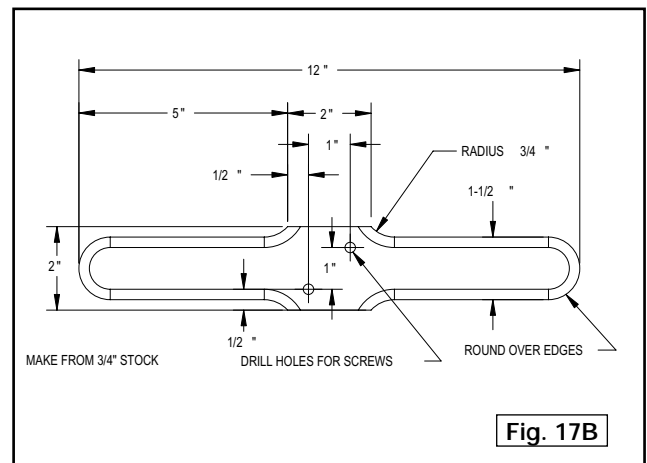 12 "
5 "
2"
1"
RADIUS 3/4 "
1/2 "
1-1/2 "
2"
1"
1/2 "
MAKE FROM 3/4" STOCK
DRILL HOLES FOR SCREWS
ROUND OVER EDGES
Fig. 17B